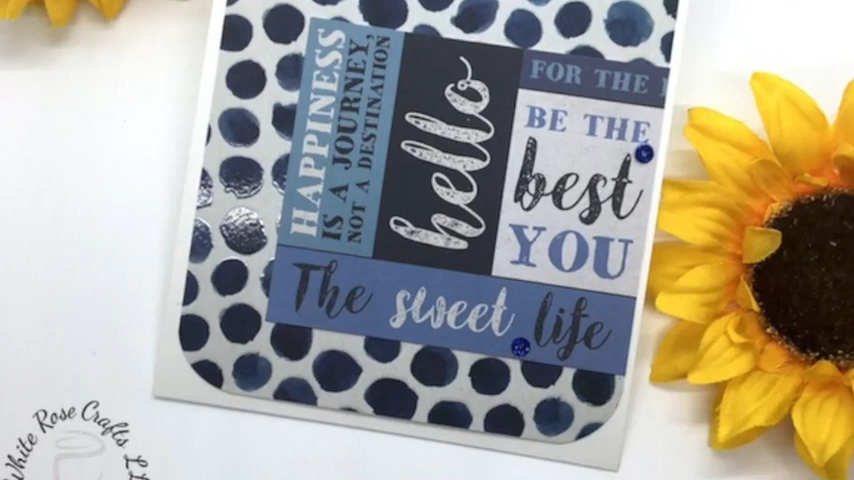 HAPPINESS
IS A JOURNEY,
NOT A DESTINATION
hello
FOR THE
BE THE
best
YOU
The sweet life
White Rose Crafts